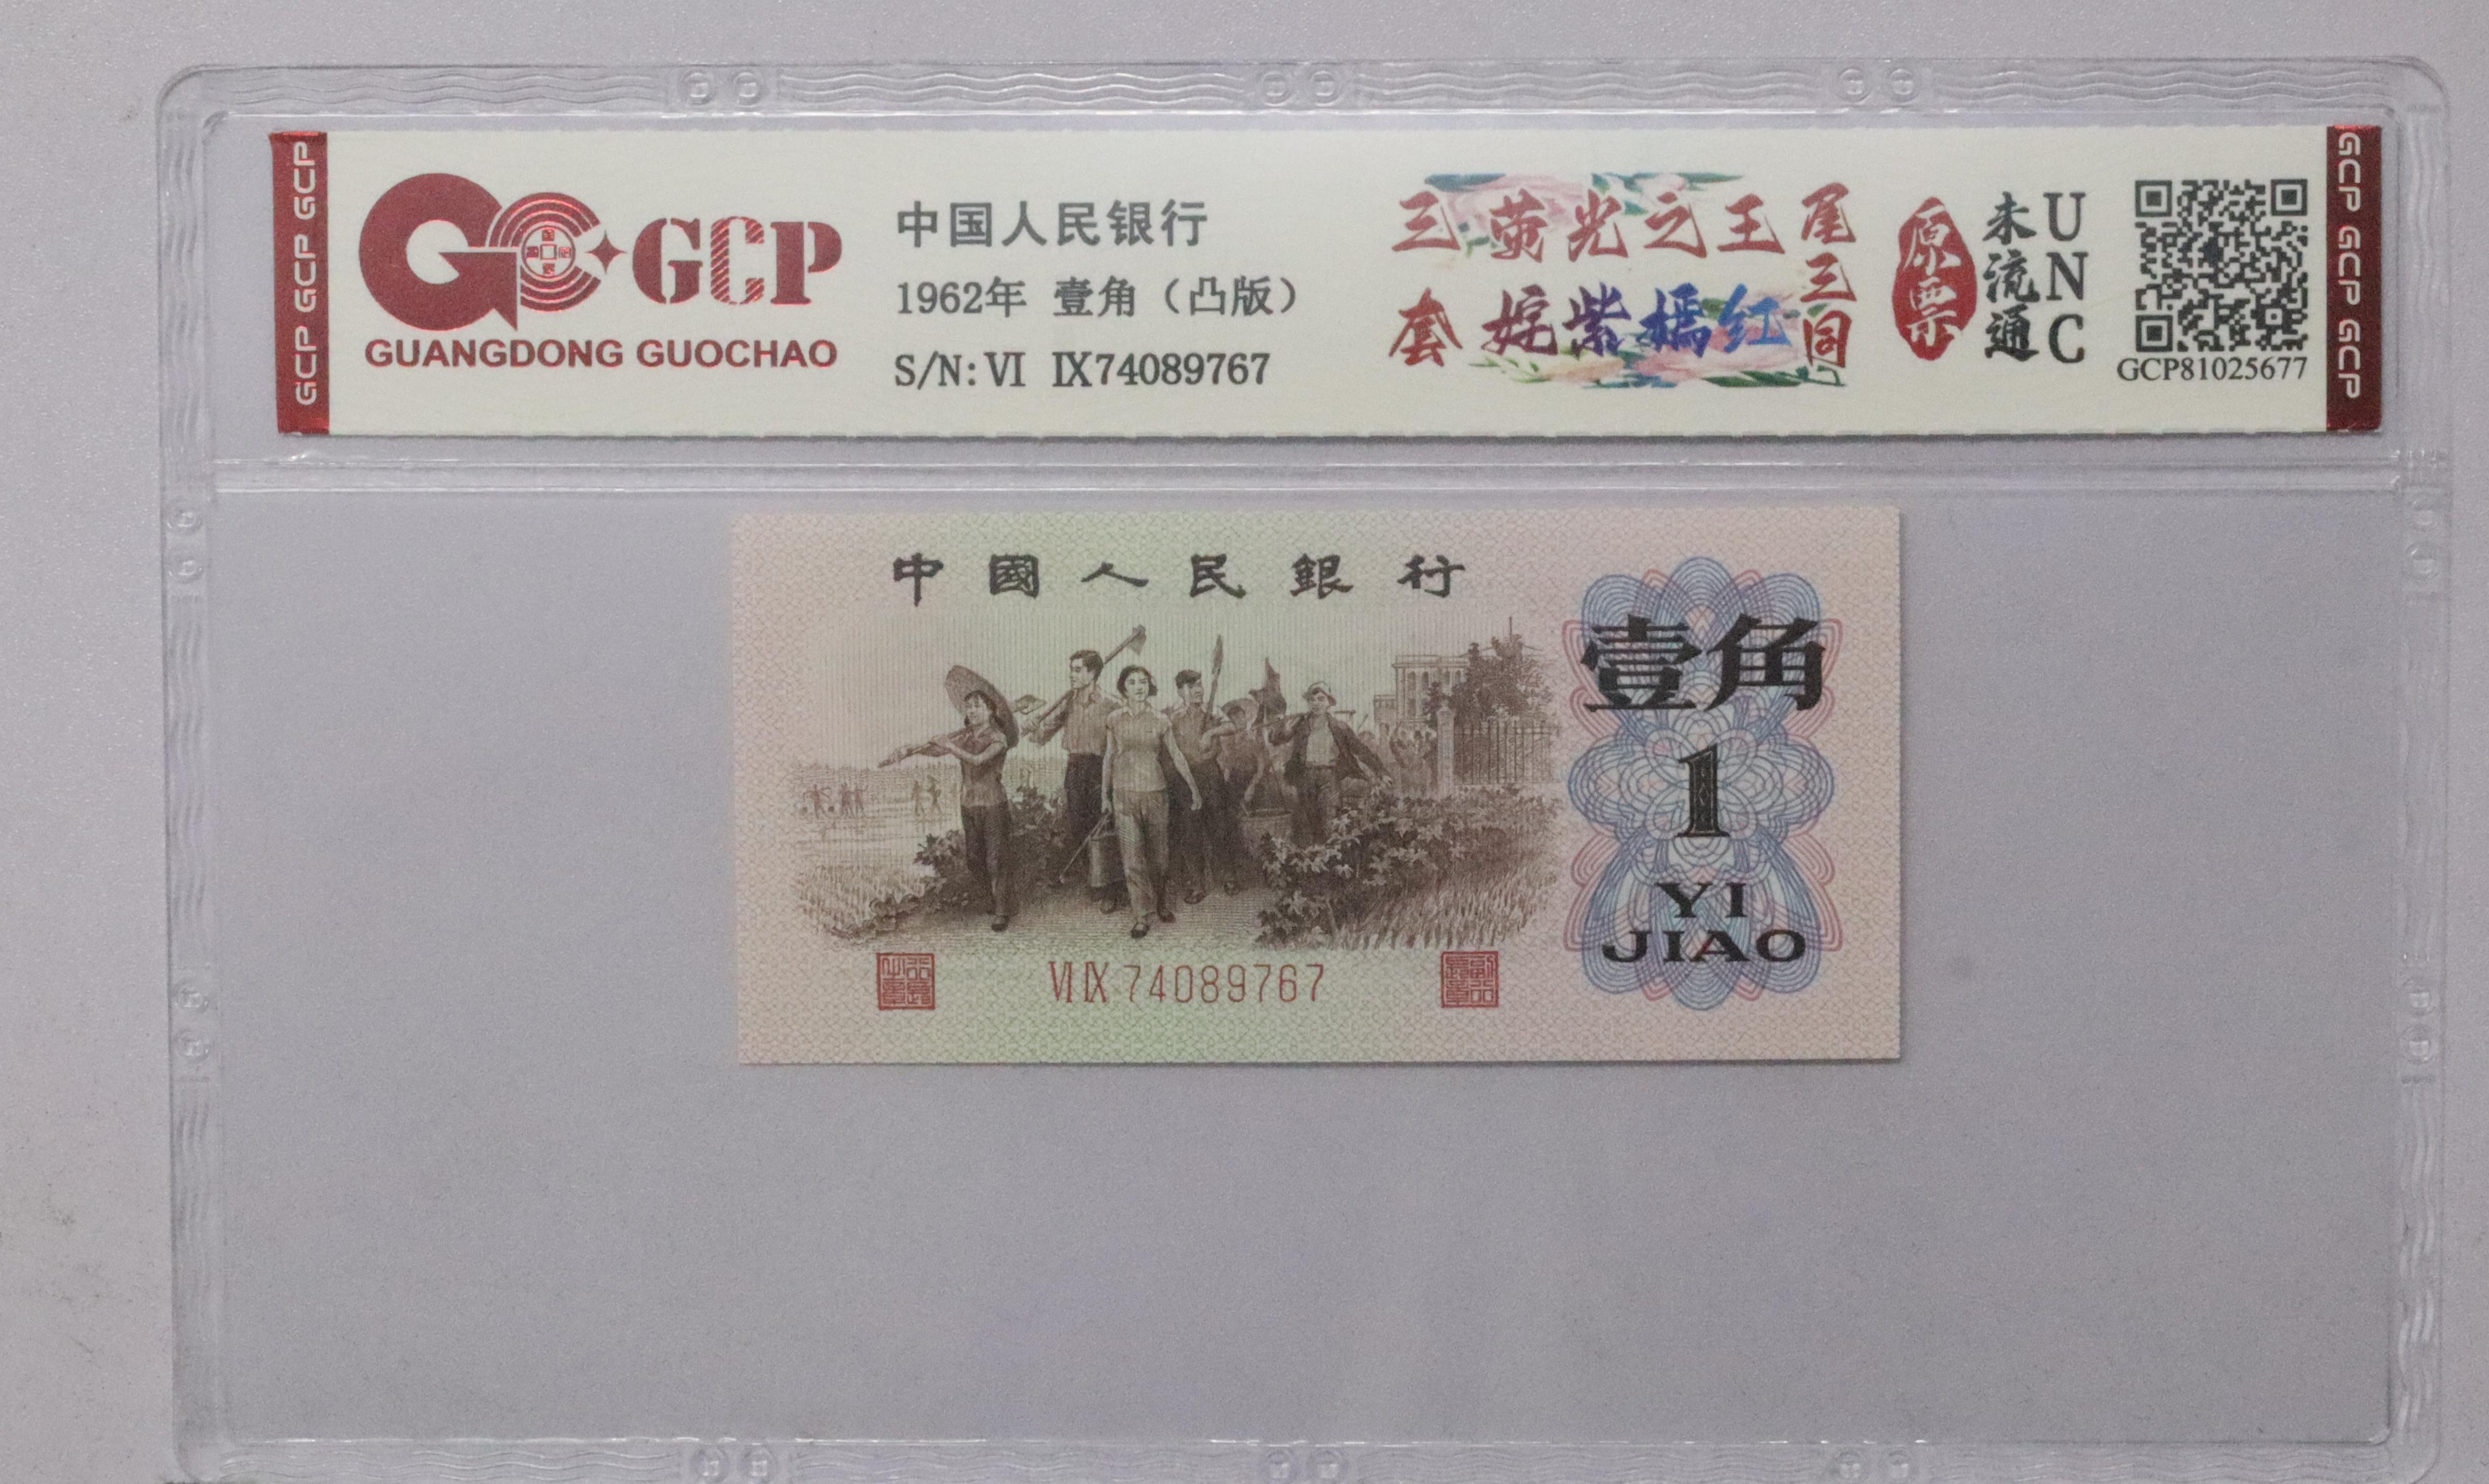 GCP GCP GCP
GCP
GUANGDONG GUOCHAO
中国人民银行
1962年 壹角（凸版）
S/N: VI IX74089767
三套
荧光之王
姹紫嫣红
尾三同
原票
未流通
UNC
GCP81025677
GCP GCP GCP
中國人民銀行
壹角
1
YI
JIAO
VI IX 74089767